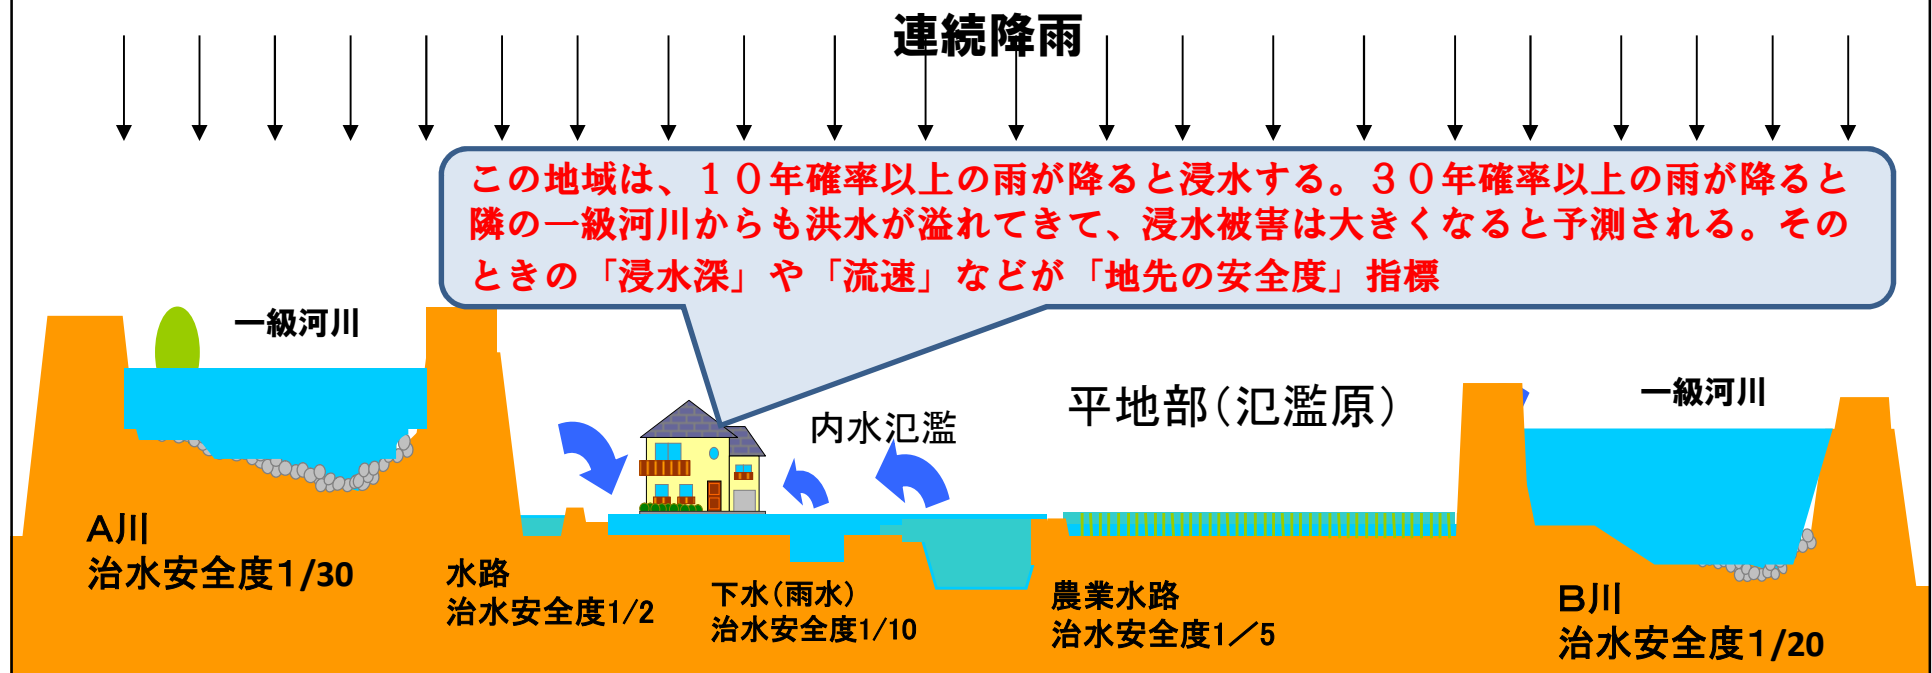 連続降雨
この地域は、１０年確率以上の雨が降ると浸水する。３０年確率以上の雨が降ると
隣の一級河川からも洪水が溢れてきて、浸水被害は大きくなると予測される。その
ときの「浸水深」や「流速」などが「地先の安全度」指標
一級河川
内水氾濫
平地部(氾濫原)
一級河川
A川
治水安全度1/30
水路
治水安全度1/2
下水(雨水)
治水安全度1/10
農業水路
治水安全度1／5
B川
治水安全度1/20